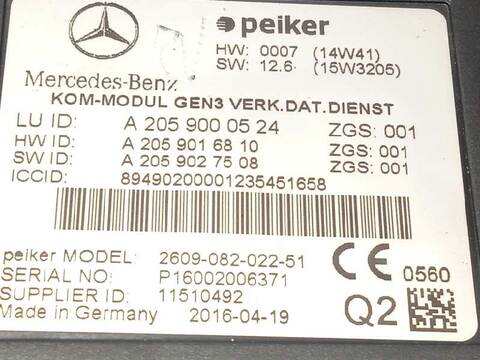 peiker
HW: 0007 (14W41)
SW: 12.6 (15W3205)
Mercedes-Benz
KOM-MODUL GEN3 VERK.DAT.DIENST
LU ID: A 205 900 05 24 ZGS: 001
HW ID: A 205 901 68 10 ZGS: 001
SW ID: A 205 902 75 08 ZGS: 001
ICCID: 89490200001235451658
peiker MODEL: 2609-082-022-51
SERIAL NO: P16002006371
SUPPLIER ID: 11510492
Made in Germany 2016-04-19
CE 0560
Q2